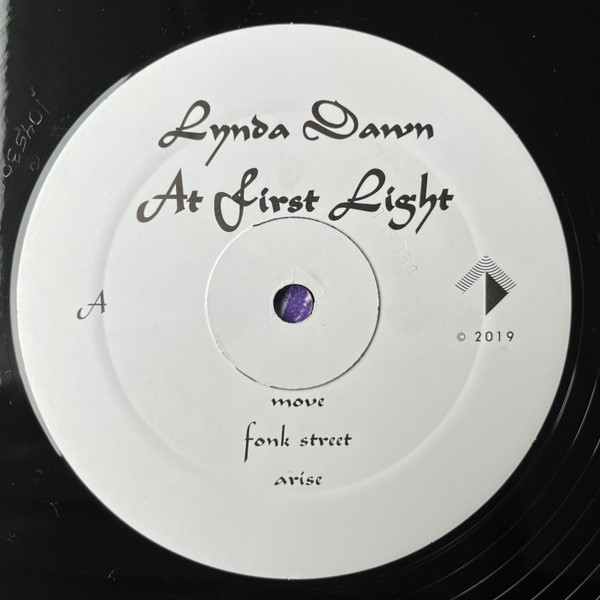 Lynda Dawn
At First Light
A
© 2019
move
fonk street
arise